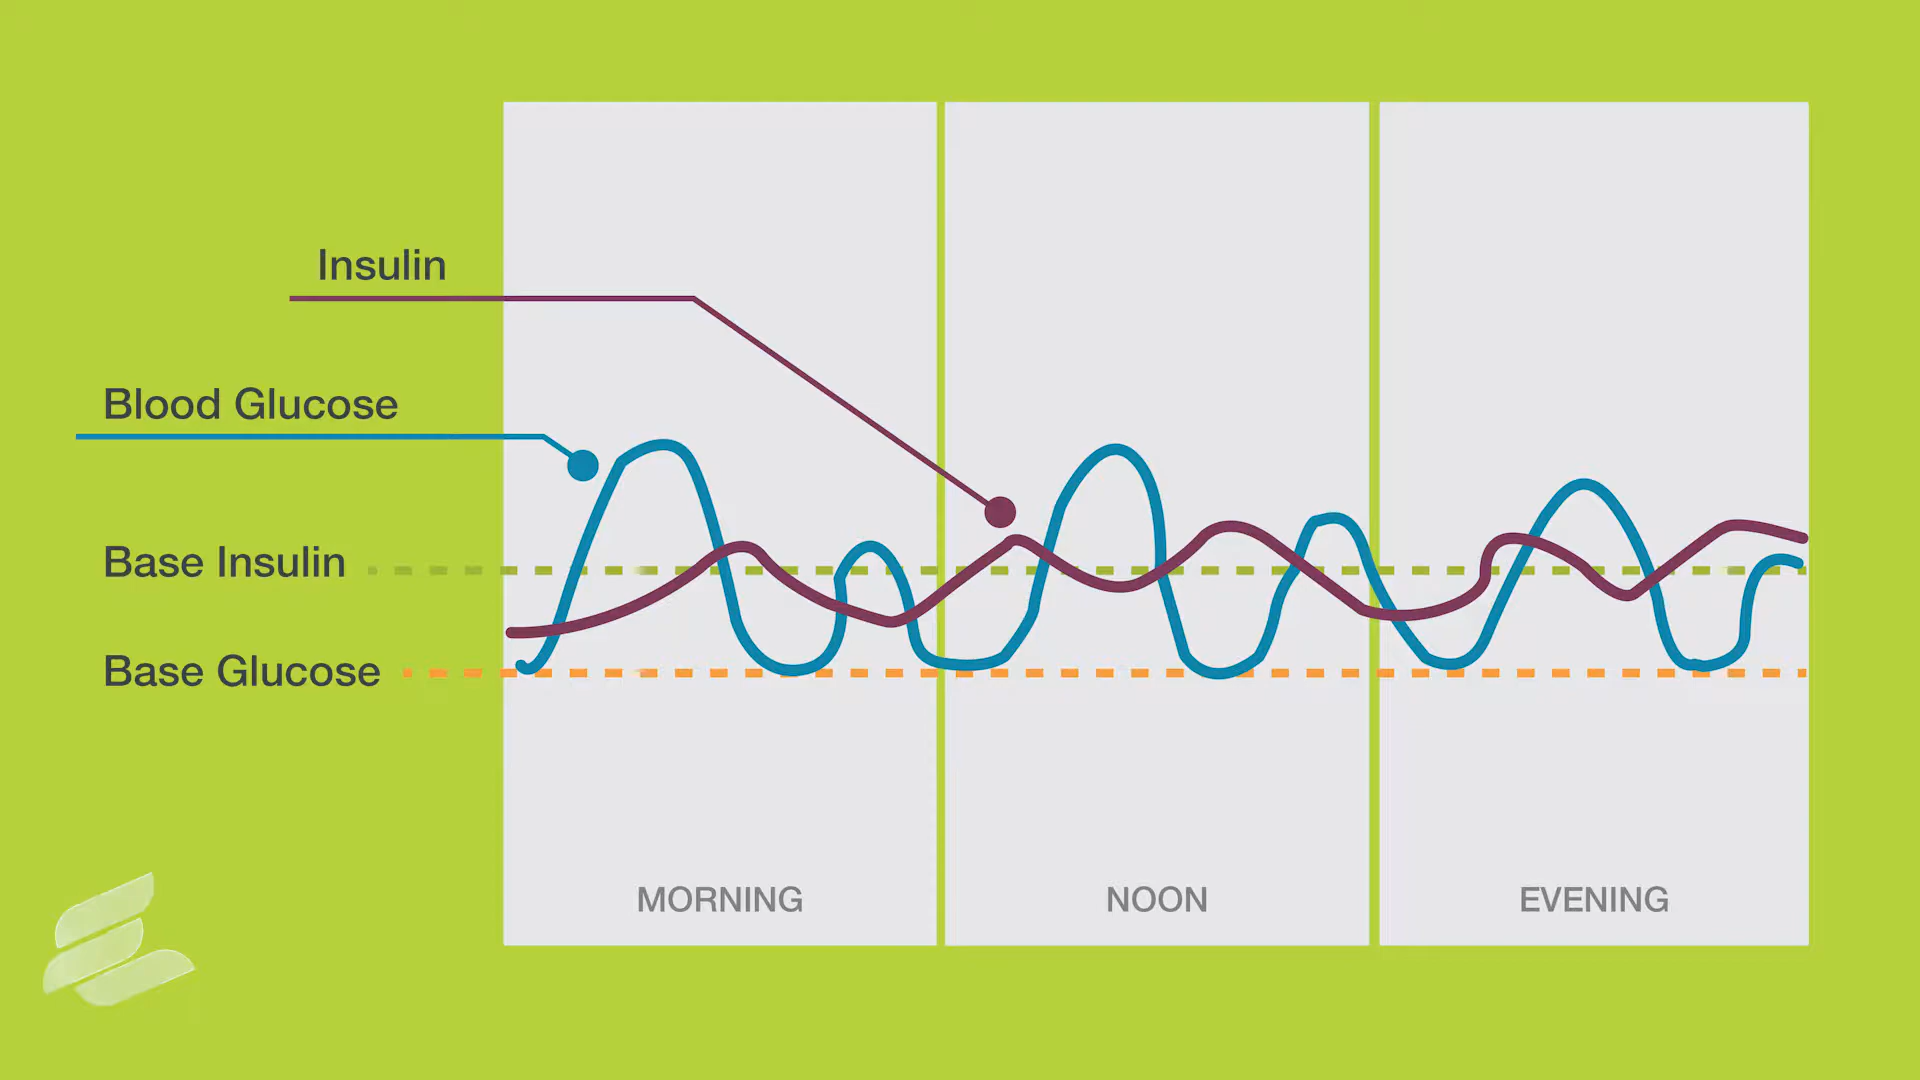 Insulin
Blood Glucose
Base Insulin
Base Glucose
MORNING
NOON
EVENING